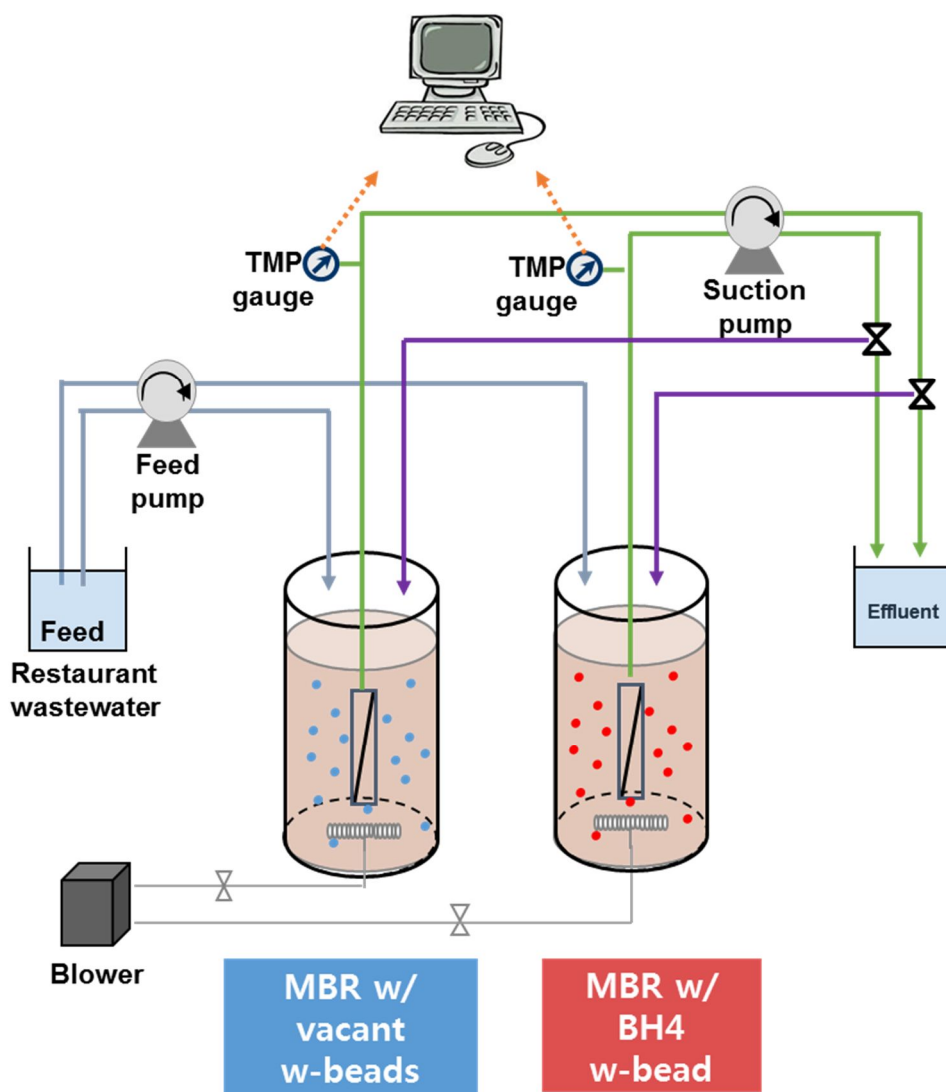 TMP
gauge
TMP
gauge
Suction
pump
Feed
pump
Feed
Restaurant
wastewater
Effluent
Blower
MBR w/
vacant
w-beads
MBR w/
BH4
w-bead